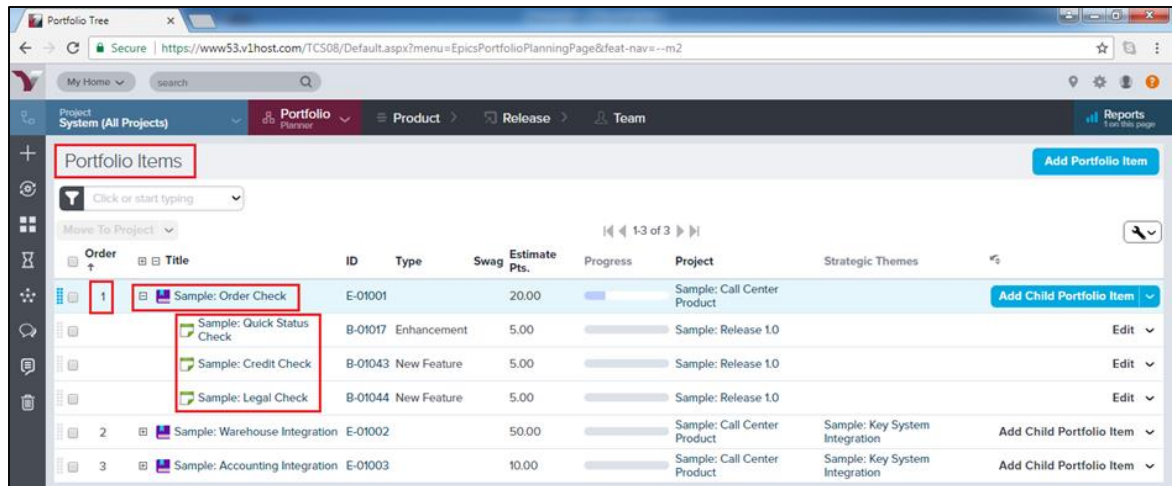 Portfolio Tree
Secure | https://www53.v1host.com/TCS08/Default.aspx?menu=EpicsPortfolioPlanningPage&feat-nav=--m2
My Home search
Project
System (All Projects)
Portfolio
Planner
Product
Release
Team
Reports
1 on this page
Portfolio Items
Add Portfolio Item
Click or start typing
Move To Project
1-3 of 3
Order Title ID Type Swag Estimate Pts. Progress Project Strategic Themes
1 Sample: Order Check E-01001 20.00 Sample: Call Center Product Add Child Portfolio Item
Sample: Quick Status Check B-01017 Enhancement 5.00 Sample: Release 1.0 Edit
Sample: Credit Check B-01043 New Feature 5.00 Sample: Release 1.0 Edit
Sample: Legal Check B-01044 New Feature 5.00 Sample: Release 1.0 Edit
2 Sample: Warehouse Integration E-01002 50.00 Sample: Call Center Product Sample: Key System Integration Add Child Portfolio Item
3 Sample: Accounting Integration E-01003 10.00 Sample: Call Center Product Sample: Key System Integration Add Child Portfolio Item